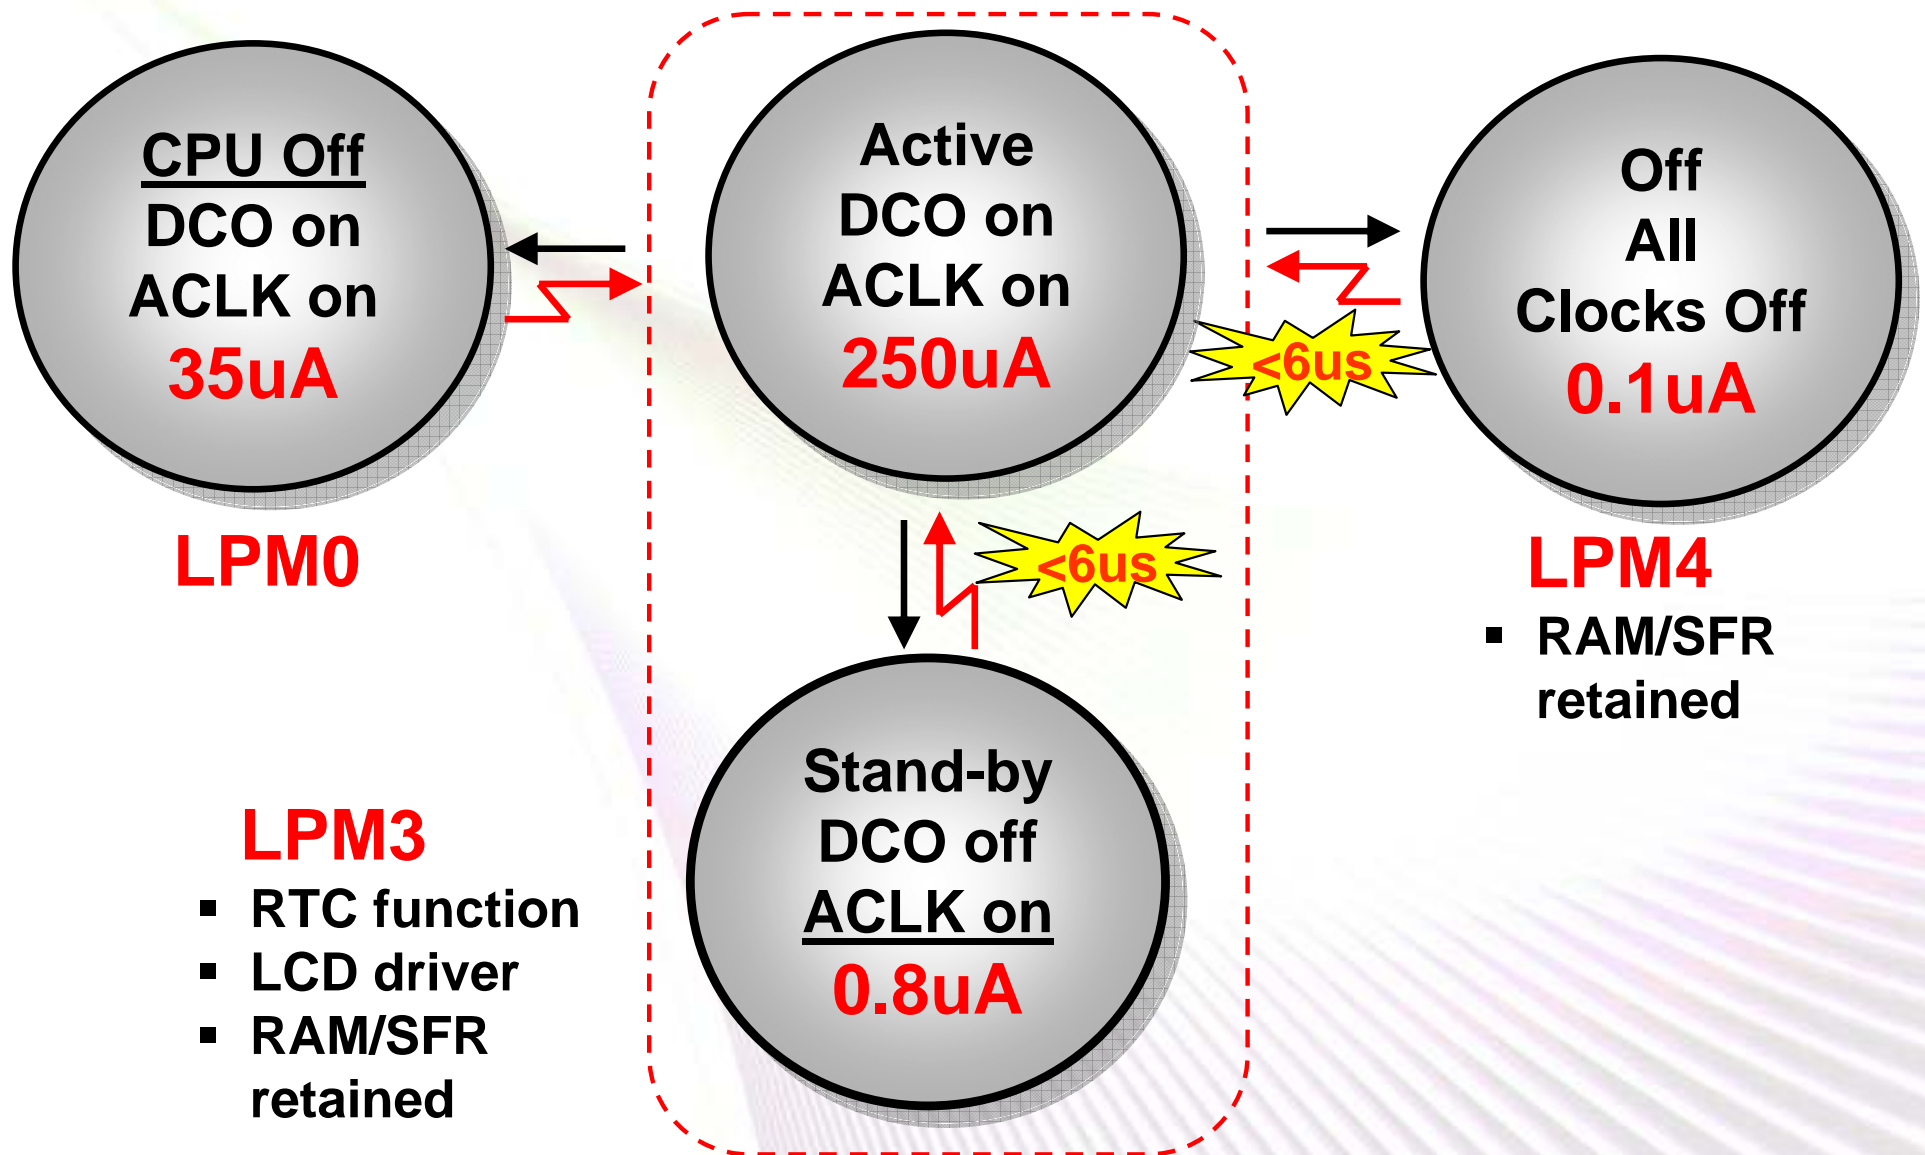 CPU Off
DCO on
ACLK on
35uA
LPM0
Active
DCO on
ACLK on
250uA
<6us
Off
All
Clocks Off
0.1uA
LPM4
▪ RAM/SFR
retained
<6us
Stand-by
DCO off
ACLK on
0.8uA
LPM3
▪ RTC function
▪ LCD driver
▪ RAM/SFR
retained